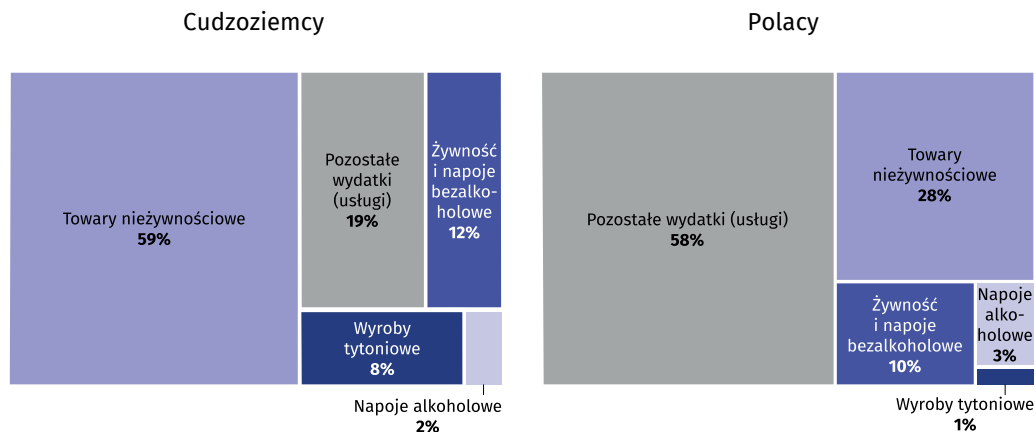 Cudzoziemcy
Towary nieżywnościowe
59%
Pozostałe
wydatki
(usługi)
19%
Żywność
i napoje
bezalko-
holowe
12%
Wyroby
tytoniowe
8%
Napoje alkoholowe
2%
Polacy
Pozostałe wydatki (usługi)
58%
Towary
nieżywnościowe
28%
Żywność
i napoje
bezalkoholowe
10%
Napoje
alko-
holowe
3%
Wyroby tytoniowe
1%